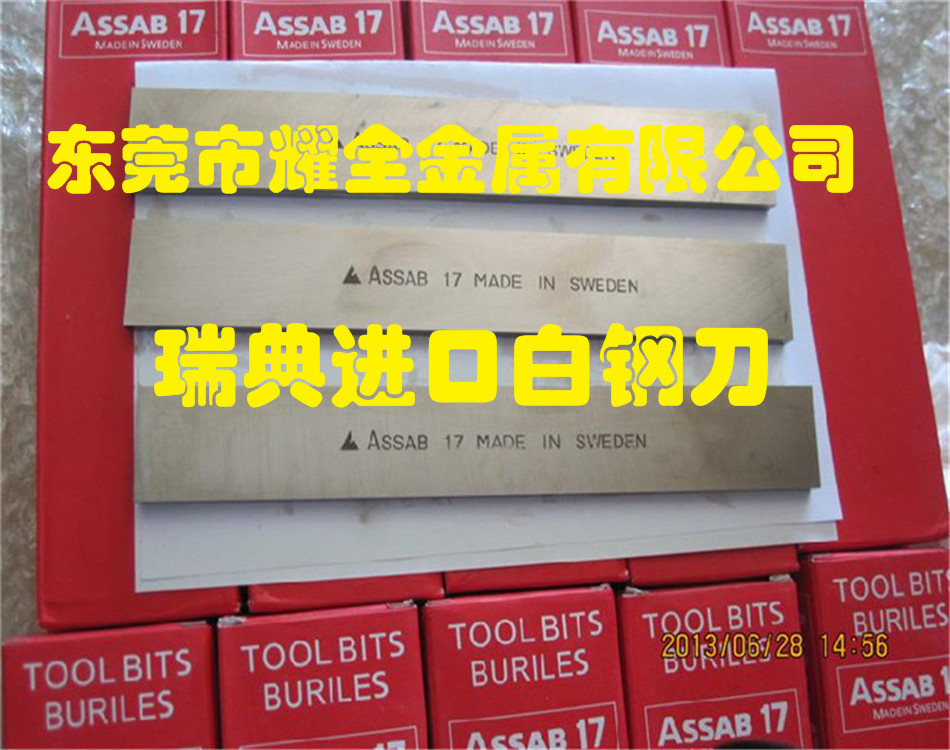 ASSAB 17
MADE IN SWEDEN
ASSAB 17
MADE IN SWEDEN
ASSAB 17
MADE IN SWEDEN
ASSAB 17
MADE IN SWEDEN
ASSAB 17
MADE IN SWEDEN
SWEDEN
东莞市耀全金属有限公司
ASSAB 17 MADE IN SWEDEN
瑞典进口白钢刀
ASSAB 17 MADE IN SWEDEN
TOOL BITS
BURILES
TOOL BITS
BURILES
TOOL BITS
BURILES
ASSAB 17
TOOL BITS
BURILES
ASSAB 17
TOOL BITS
BURILES
ASSAB
MADE IN SWEDEN
2013/06/28 14:56